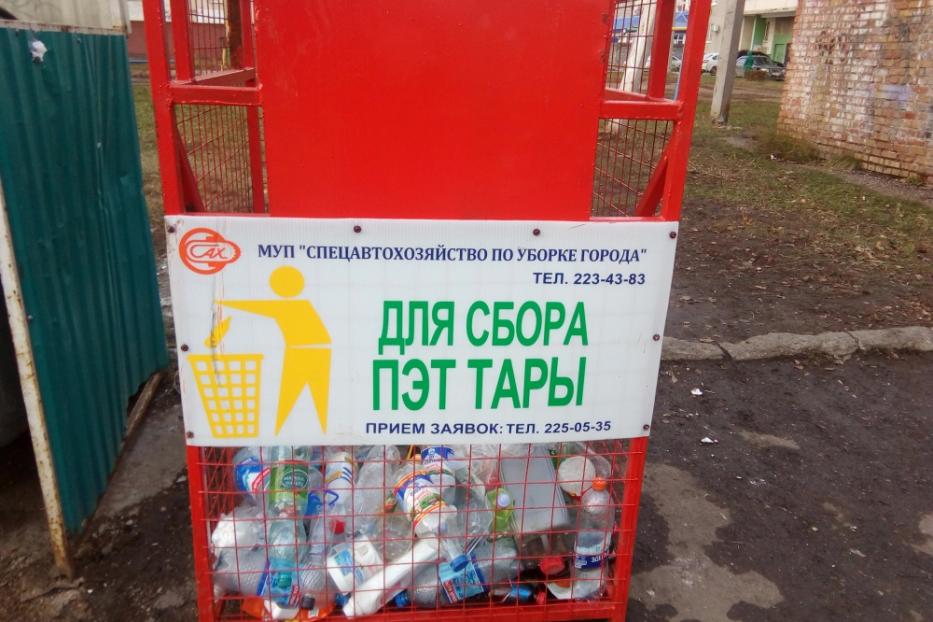 САХ
МУП "СПЕЦАВТОХОЗЯЙСТВО ПО УБОРКЕ ГОРОДА"
ТЕЛ. 223-43-83
ДЛЯ СБОРА
ПЭТ ТАРЫ
ПРИЕМ ЗАЯВОК: ТЕЛ. 225-05-35